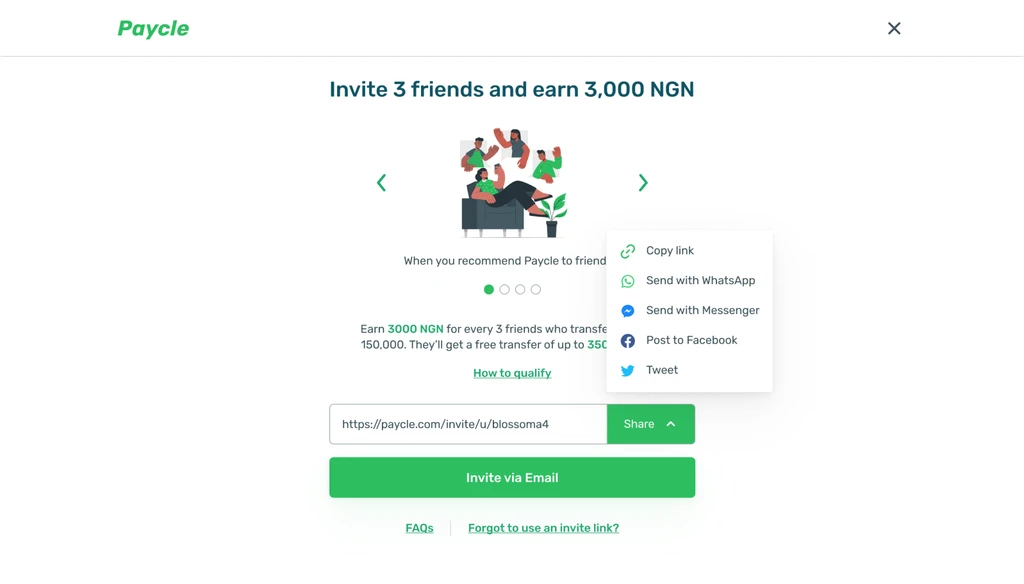 Paycle
Invite 3 friends and earn 3,000 NGN
When you recommend Paycle to friend
Earn 3000 NGN for every 3 friends who transfe
150,000. They'll get a free transfer of up to 350
How to qualify
Copy link
Send with WhatsApp
Send with Messenger
Post to Facebook
Tweet
https://paycle.com/invite/u/blossoma4
Share
Invite via Email
FAQs
Forgot to use an invite link?